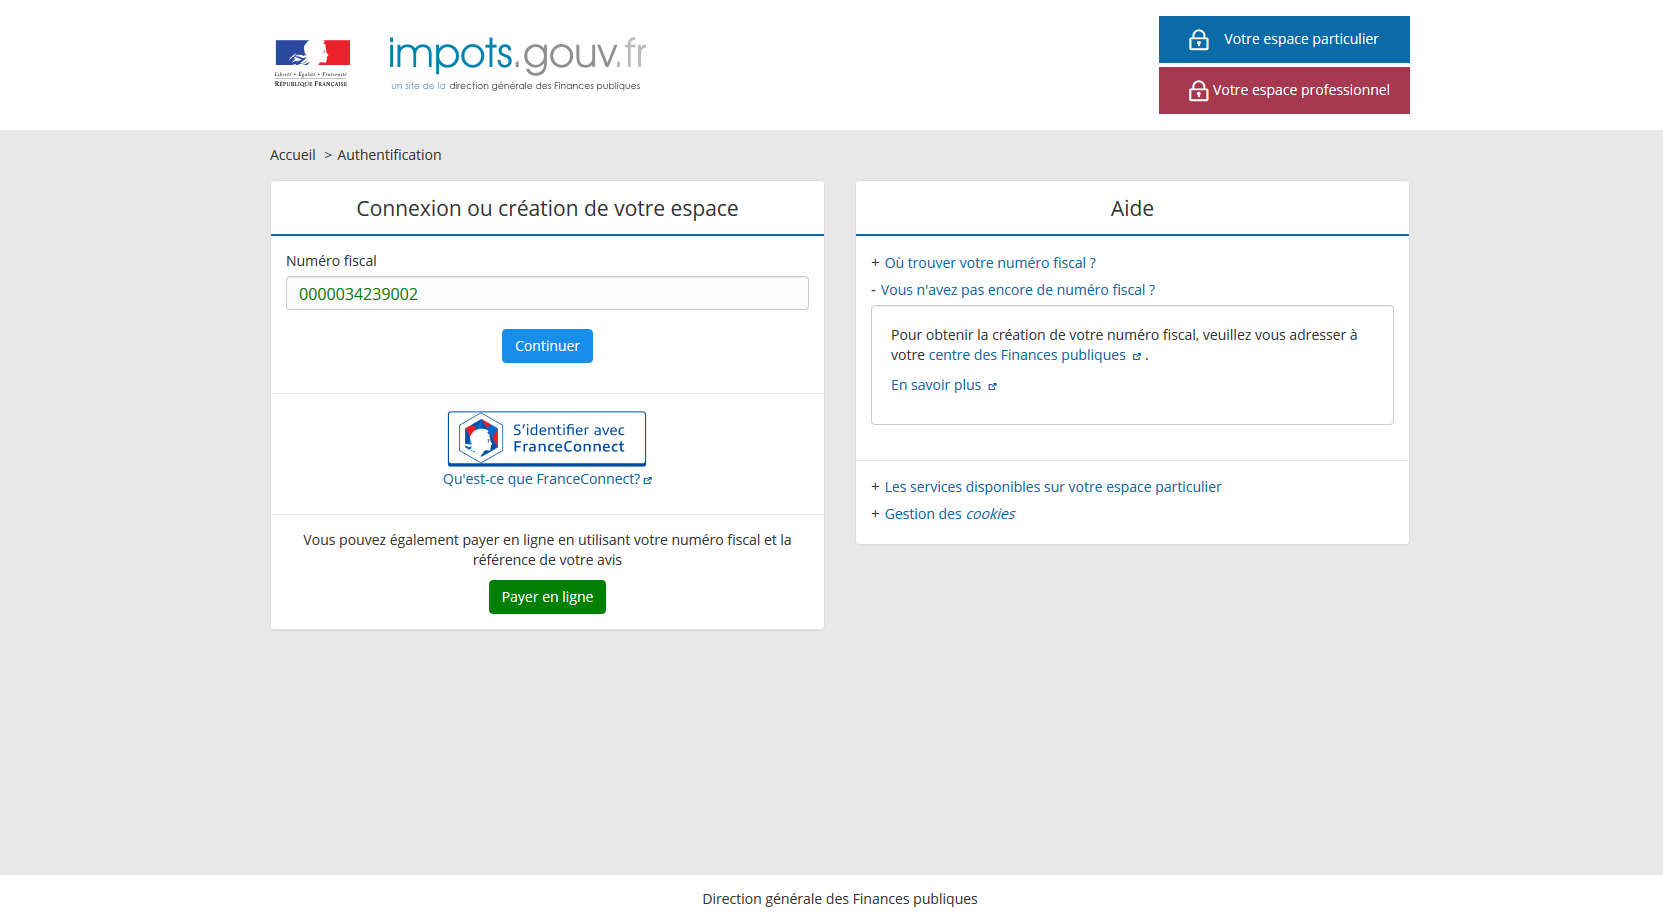 Liberté • Égalité • Fraternité
RÉPUBLIQUE FRANÇAISE
impots.gouv.fr
un site de la direction générale des Finances publiques
Votre espace particulier
Votre espace professionnel
Accueil > Authentification
Connexion ou création de votre espace
Numéro fiscal
0000034239002
Continuer
S'identifier avec
FranceConnect
Qu'est-ce que FranceConnect?
Vous pouvez également payer en ligne en utilisant votre numéro fiscal et la
référence de votre avis
Payer en ligne
Aide
+ Où trouver votre numéro fiscal ?
- Vous n'avez pas encore de numéro fiscal ?
Pour obtenir la création de votre numéro fiscal, veuillez vous adresser à
votre centre des Finances publiques .
En savoir plus
+ Les services disponibles sur votre espace particulier
+ Gestion des cookies
Direction générale des Finances publiques